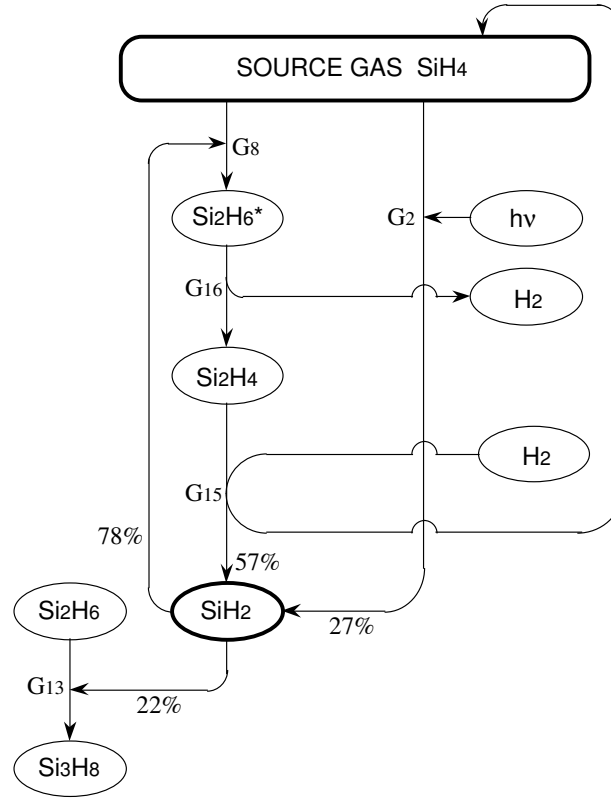 SOURCE GAS SiH4
G8
Si2H6*
G2
hν
G16
H2
Si2H4
H2
G15
78%
57%
Si2H6
SiH2
27%
G13
22%
Si3H8